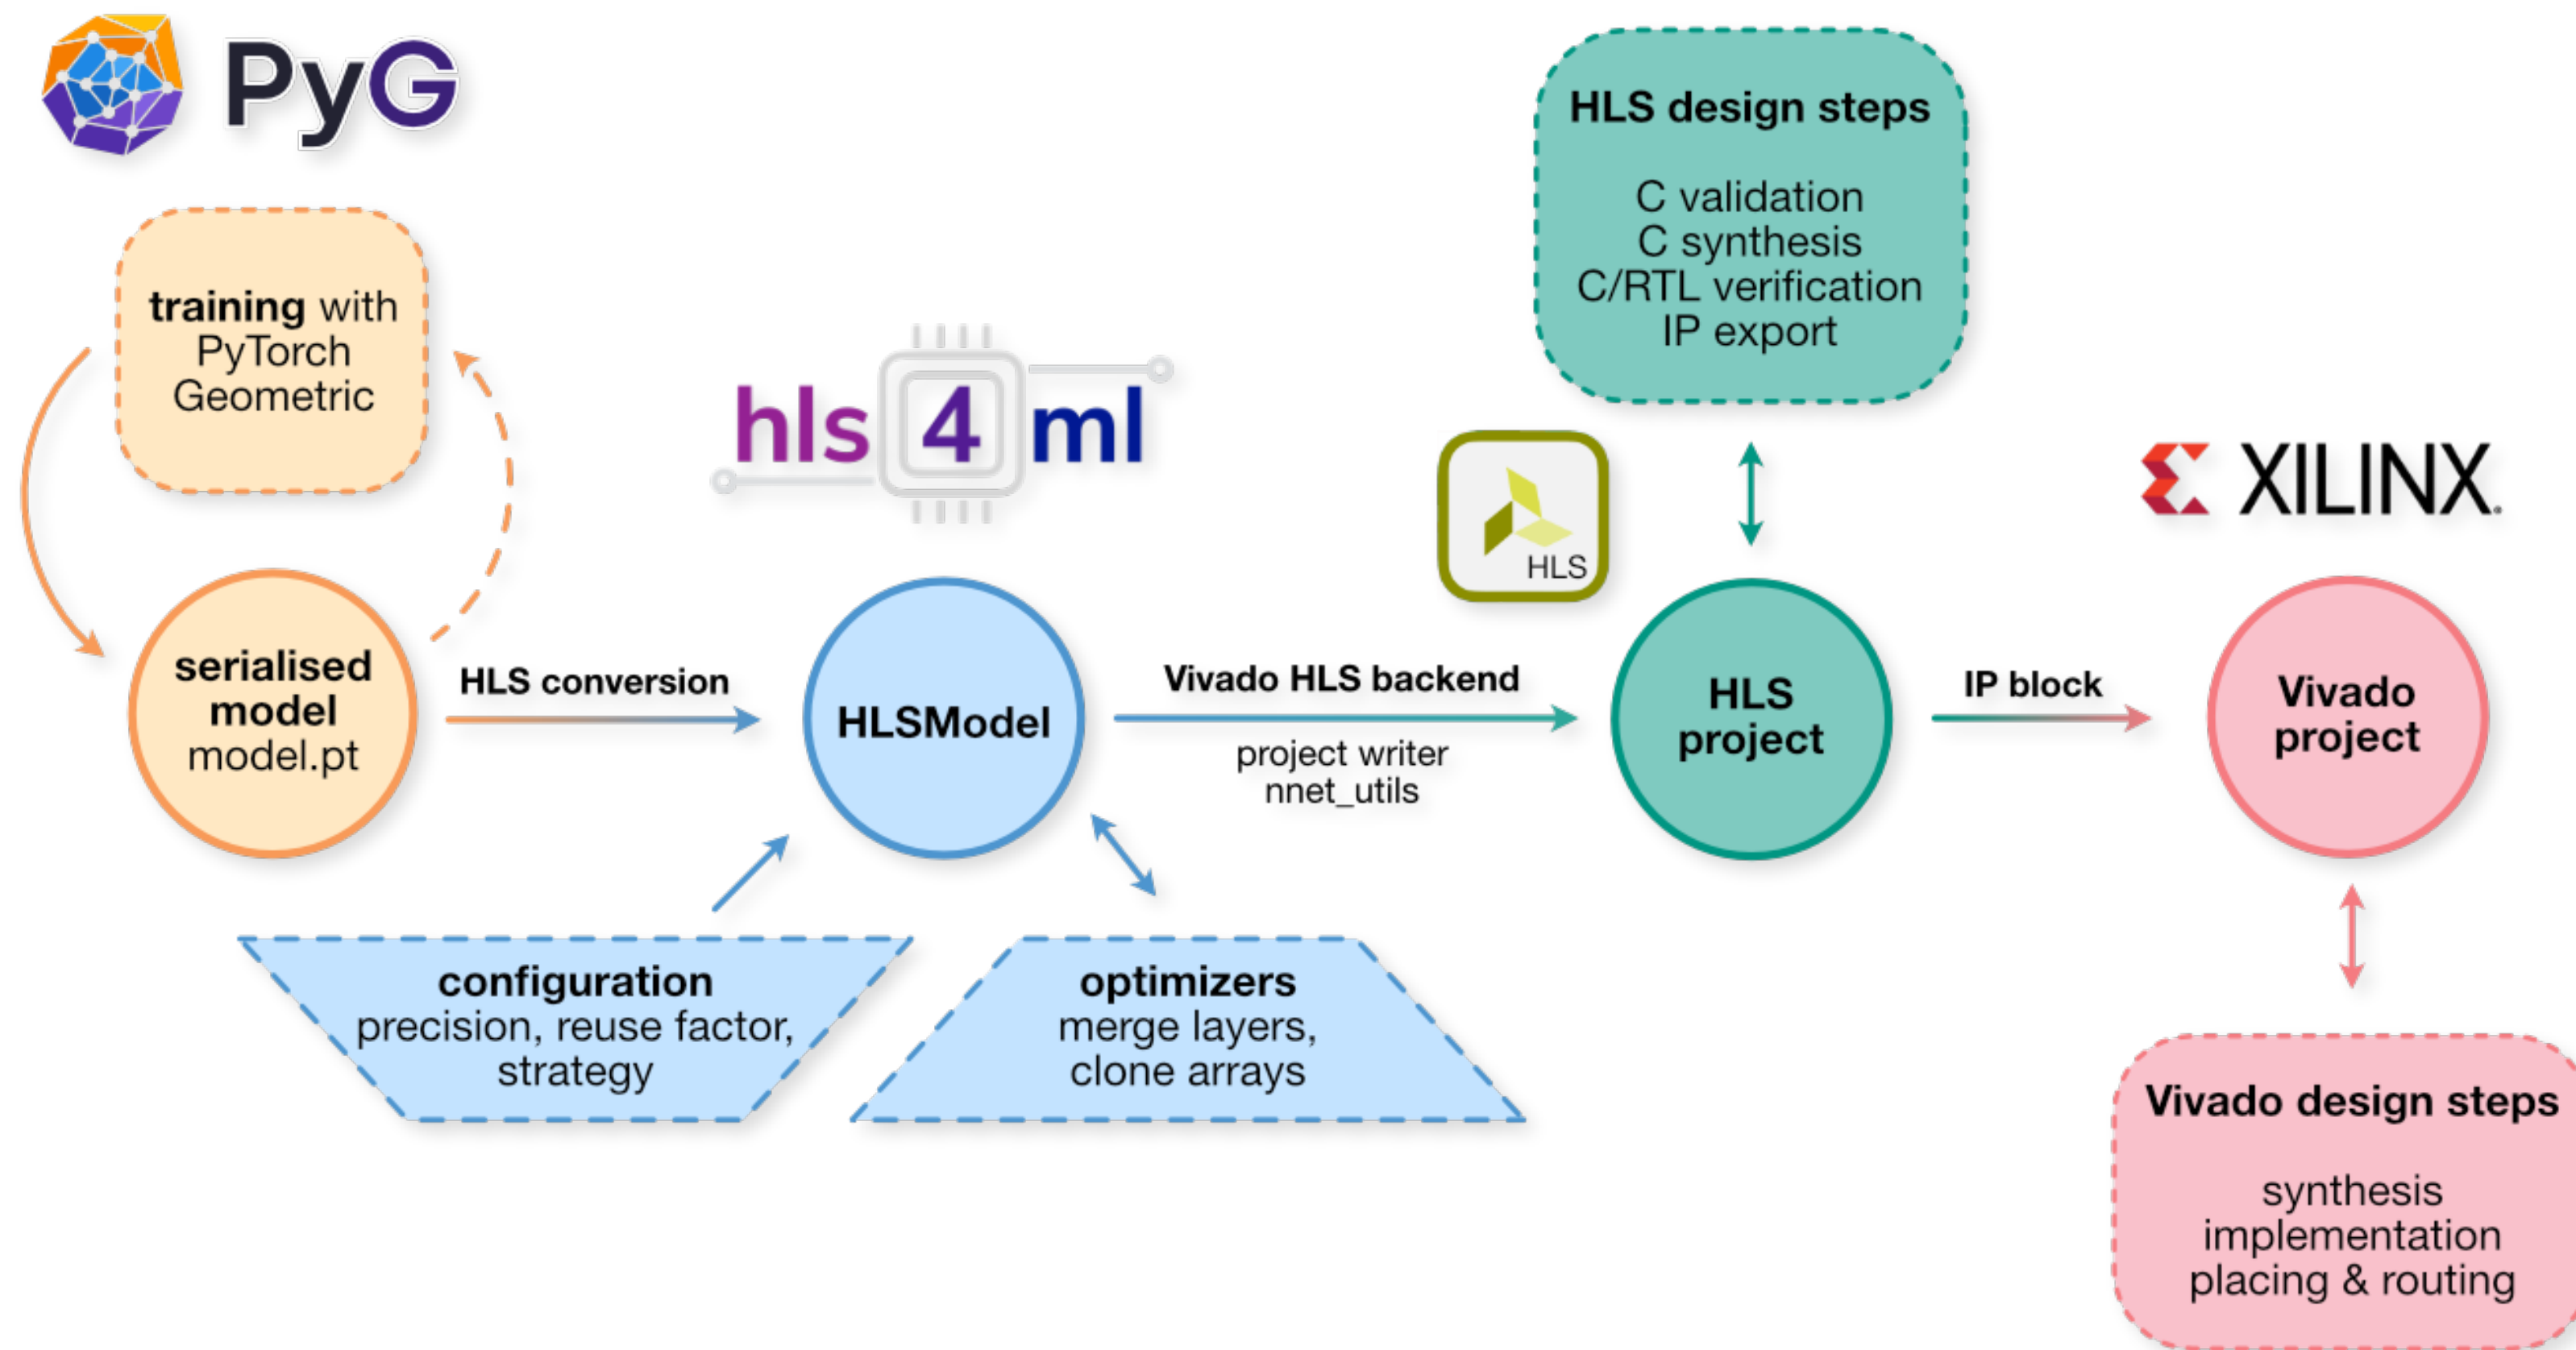 PyG
training with
PyTorch
Geometric
serialised
model
model.pt
HLS conversion
hls 4 ml
HLSModel
configuration
precision, reuse factor,
strategy
optimizers
merge layers,
clone arrays
Vivado HLS backend
project writer
nnet_utils
HLS
HLS design steps
C validation
C synthesis
C/RTL verification
IP export
HLS
project
IP block
XILINX
Vivado
project
Vivado design steps
synthesis
implementation
placing & routing